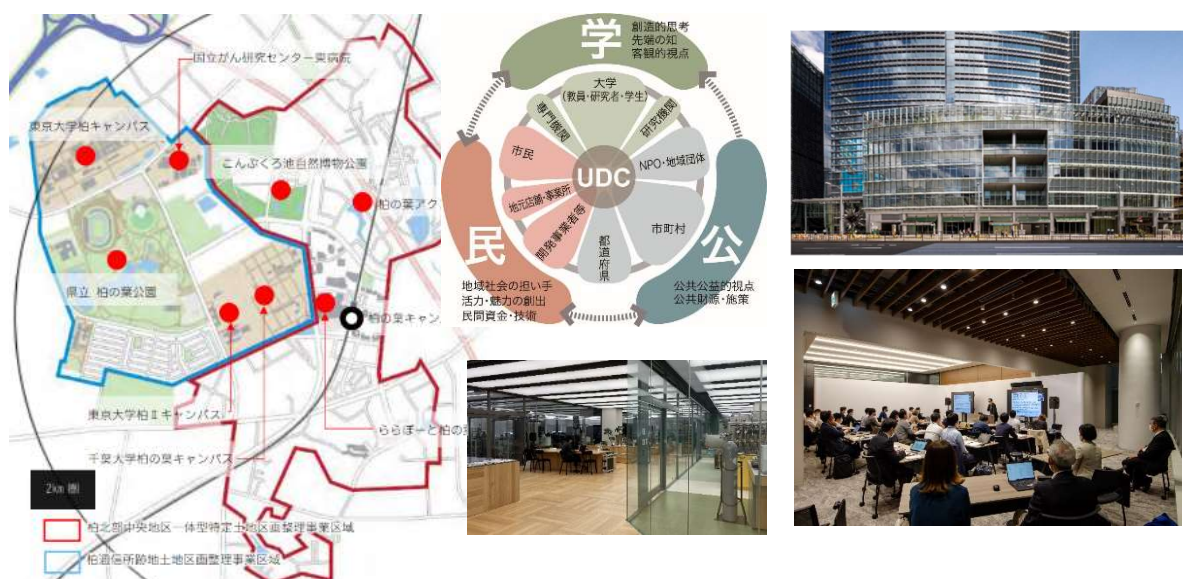 国立がん研究センター東病院
東京大学柏キャンパス
こんぶくろ池自然博物公園
柏の葉アク
県立 柏の葉公園
柏の葉キャン
東京大学柏Ⅱキャンパス
ららぽーと柏の葉
千葉大学柏の葉キャンパス
2km 圏
柏北部中央地区一体型特定土地区画整理事業区域
柏通信所跡地土地区画整理事業区域
学
創造的思考
先端の知
客観的視点
大学
(教員・研究者・学生)
専門機関
研究機関
市民
NPO・地域団体
UDC
地元店舗・事業所
開発事業者等
都道府県
市町村
民
公
地域社会の担い手
活力・魅力の創出
民間資金・技術
公共公益的視点
公共財源・施策